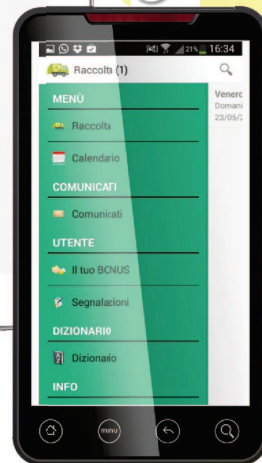 21% 16:34
Raccolta (1)
MENÙ
Venerd
Raccolta
Domani
23/05/2
Calendario
COMUNICATI
Comunicati
UTENTE
Il tuo BONUS
Segnalazioni
DIZIONARIO
Dizionario
INFO
menu